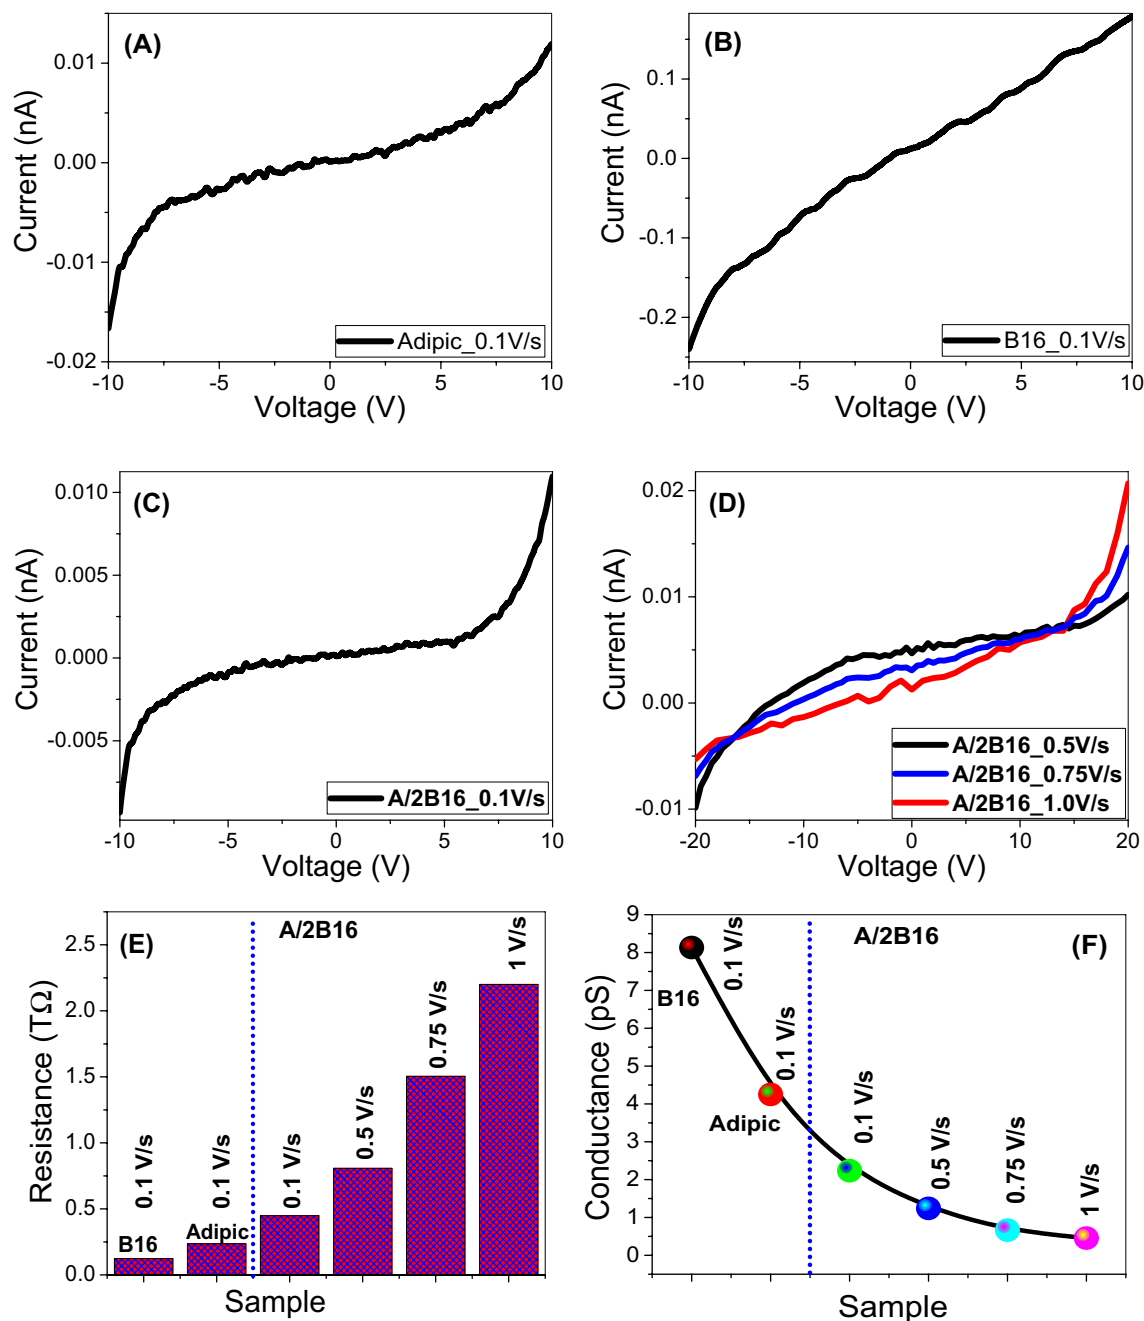 (A)
Current (nA)
0.01
0.00
-0.01
-0.02
-10
-5
0
5
10
Adipic_0.1V/s
Voltage (V)
(B)
Current (nA)
0.1
0.0
-0.1
-0.2
-10
-5
0
5
10
B16_0.1V/s
Voltage (V)
(C)
Current (nA)
0.010
0.005
0.000
-0.005
-10
-5
0
5
10
A/2B16_0.1V/s
Voltage (V)
(D)
Current (nA)
0.02
0.01
0.00
-0.01
-20
-10
0
10
20
A/2B16_0.5V/s
A/2B16_0.75V/s
A/2B16_1.0V/s
Voltage (V)
(E)
A/2B16
Resistance (TΩ)
2.5
2.0
1.5
1.0
0.5
0.0
B16
0.1 V/s
Adipic
0.1 V/s
0.1 V/s
0.5 V/s
0.75 V/s
1 V/s
Sample
(F)
A/2B16
Conductance (pS)
9
8
7
6
5
4
3
2
1
0
B16
0.1 V/s
Adipic
0.1 V/s
0.1 V/s
0.5 V/s
0.75 V/s
1 V/s
Sample